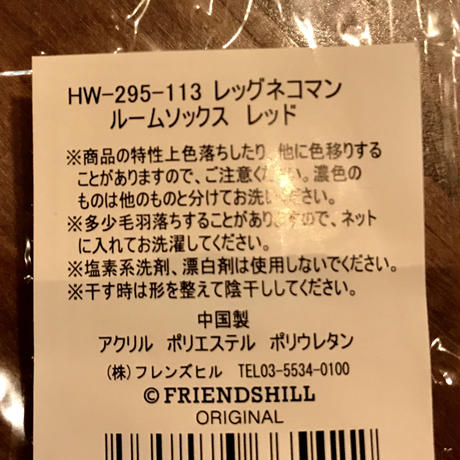 HW-295-113 レッグネコマン
ルームソックス レッド
※商品の特性上色落ちしたり、他に色移りする
ことがありますので、ご注意ください。濃色の
ものは他のものと分けてお洗いください。
※多少毛羽落ちすることがありますので、ネット
に入れてお洗濯してください。
※塩素系洗剤、漂白剤は使用しないでください。
※干す時は形を整えて陰干ししてください。
中国製
アクリル ポリエステル ポリウレタン
(株)フレンズヒル TEL03-5534-0100
© FRIENDSHILL
ORIGINAL